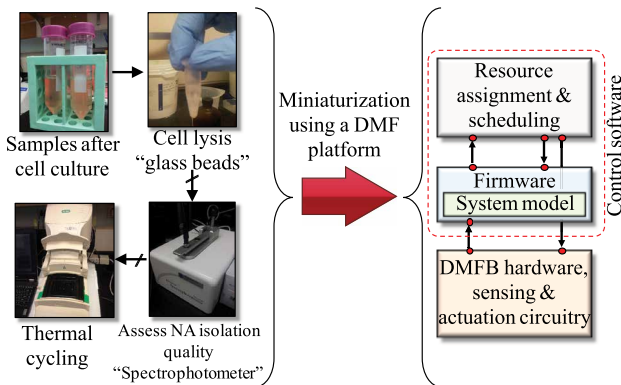 Samples after
cell culture
Cell lysis
“glass beads”
Thermal
cycling
Assess NA isolation
quality
“Spectrophotometer”
Miniaturization
using a DMF
platform
Resource
assignment &
scheduling
Firmware
System model
DMFB hardware,
sensing &
actuation circuitry
Control software